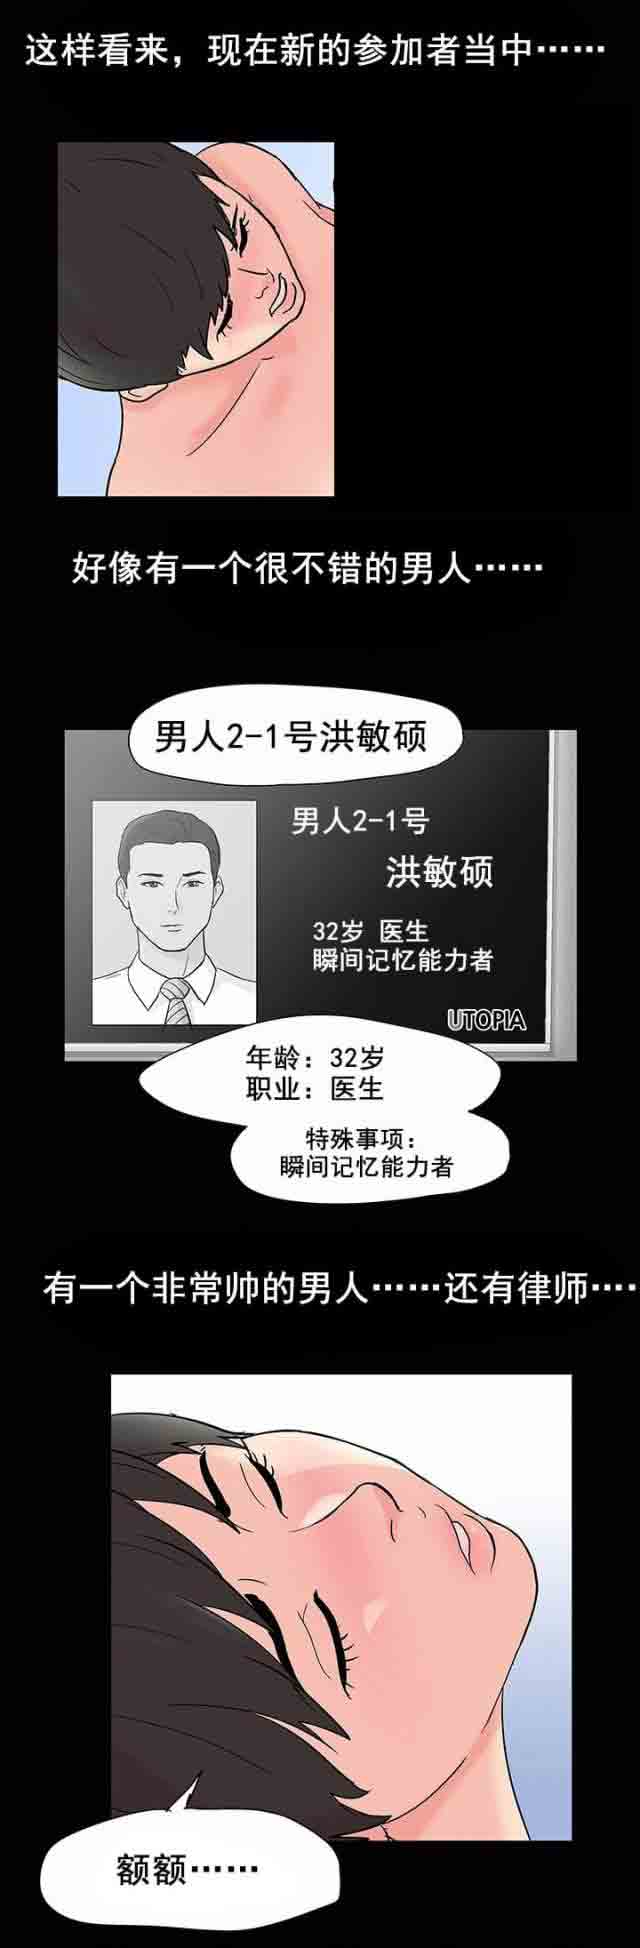 这样看来，现在新的参加者当中……
好像有一个很不错的男人……
男人2-1号洪敏硕
男人2-1号
洪敏硕
32岁 医生
瞬间记忆能力者
UTOPIA
年龄：32岁
职业：医生
特殊事项：
瞬间记忆能力者
有一个非常帅的男人……还有律师……
额额……